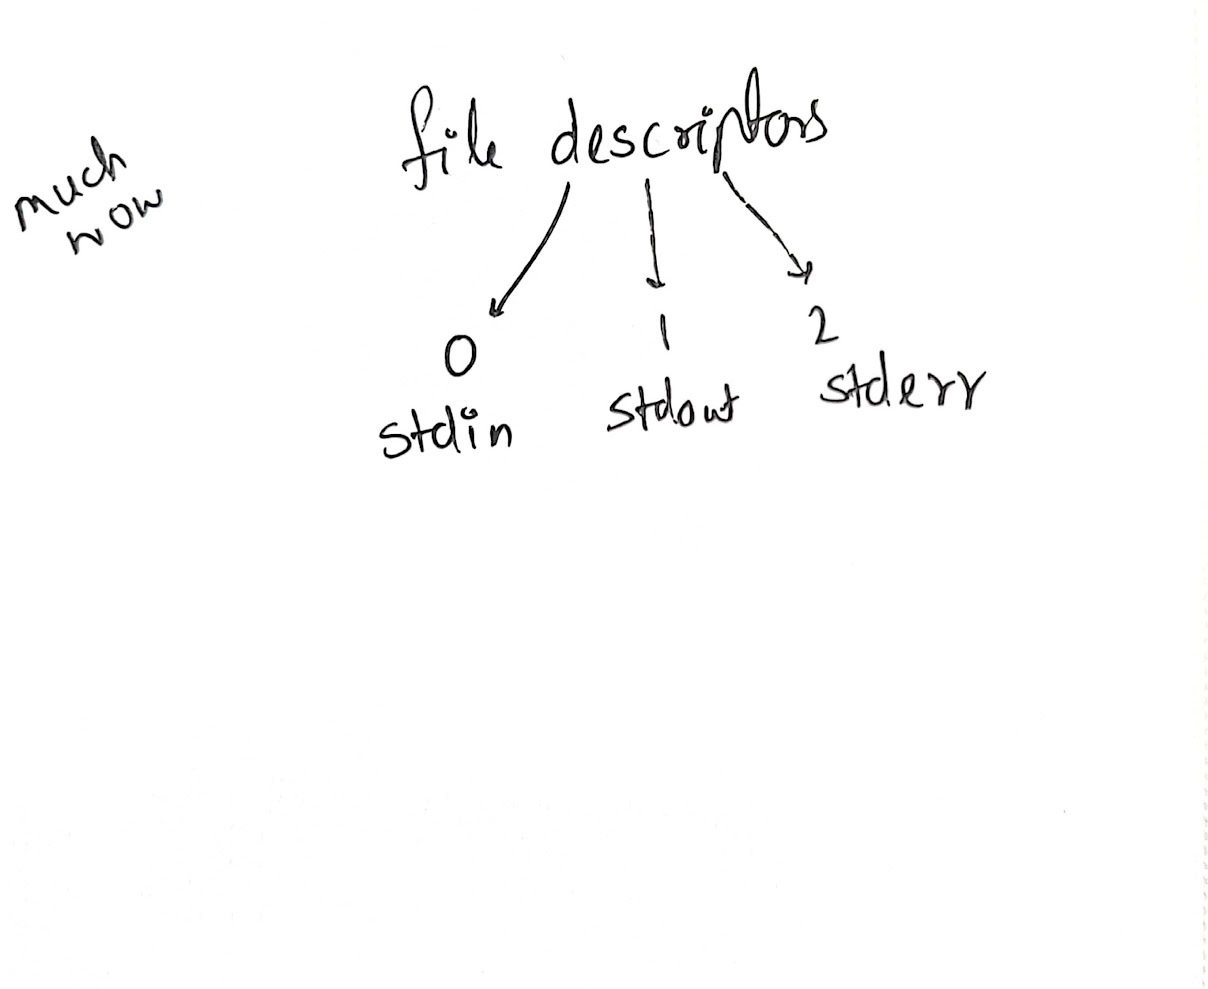 file descriptors
much
wow
0
1
2
stdin
stdout
stderr